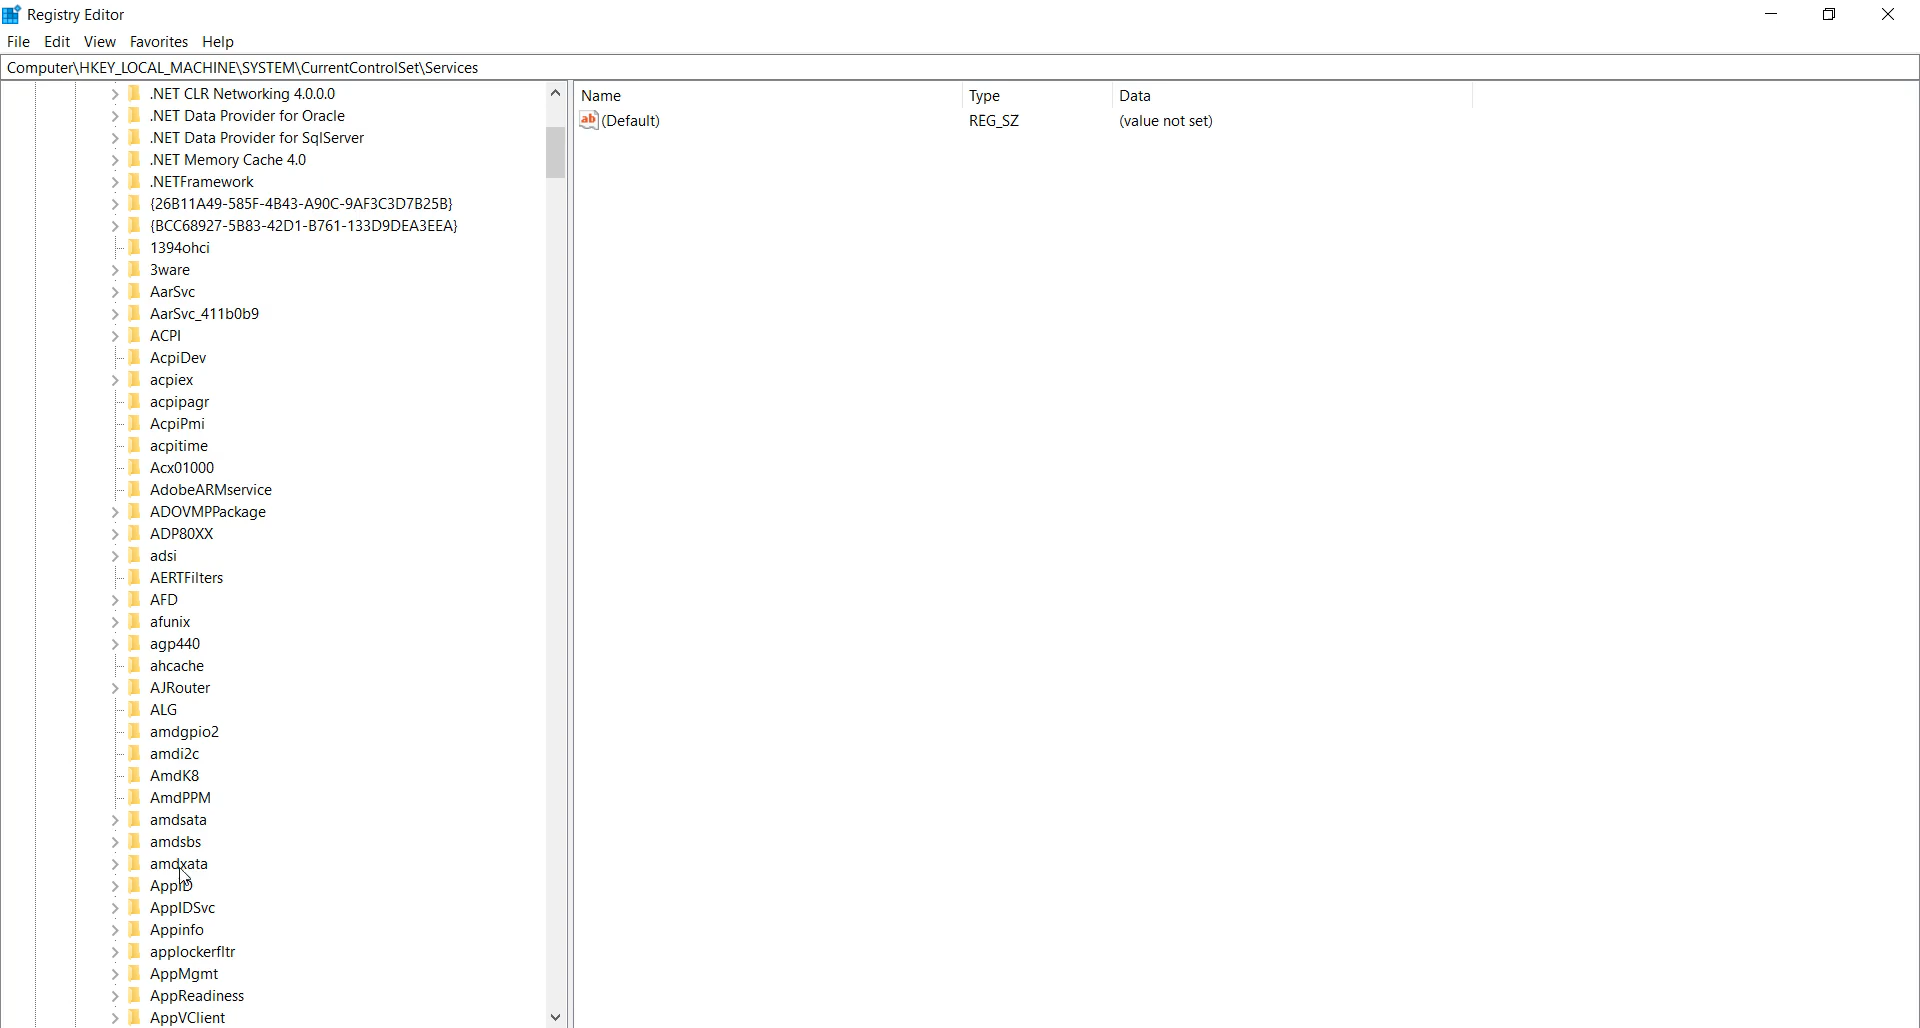 Registry Editor
File Edit View Favorites Help
Computer\HKEY_LOCAL_MACHINE\SYSTEM\CurrentControlSet\Services
.NET CLR Networking 4.0.0.0
.NET Data Provider for Oracle
.NET Data Provider for SqlServer
.NET Memory Cache 4.0
.NETFramework
{26B11A49-585F-4B43-A90C-9AF3C3D7B25B}
{BCC68927-5B83-42D1-B761-133D9DEA3EEA}
1394ohci
3ware
AarSvc
AarSvc_411b0b9
ACPI
AcpiDev
acpiex
acpipagr
AcpiPmi
acpitime
Acx01000
AdobeARMservice
ADOVMPPackage
ADP80XX
adsi
AERTFilters
AFD
afunix
agp440
ahcache
AJRouter
ALG
amdgpio2
amdi2c
AmdK8
AmdPPM
amdsata
amdsbs
amdxata
AppID
AppIDSvc
Appinfo
applockerfltr
AppMgmt
AppReadiness
AppVClient
Name Type Data
(Default) REG_SZ (value not set)